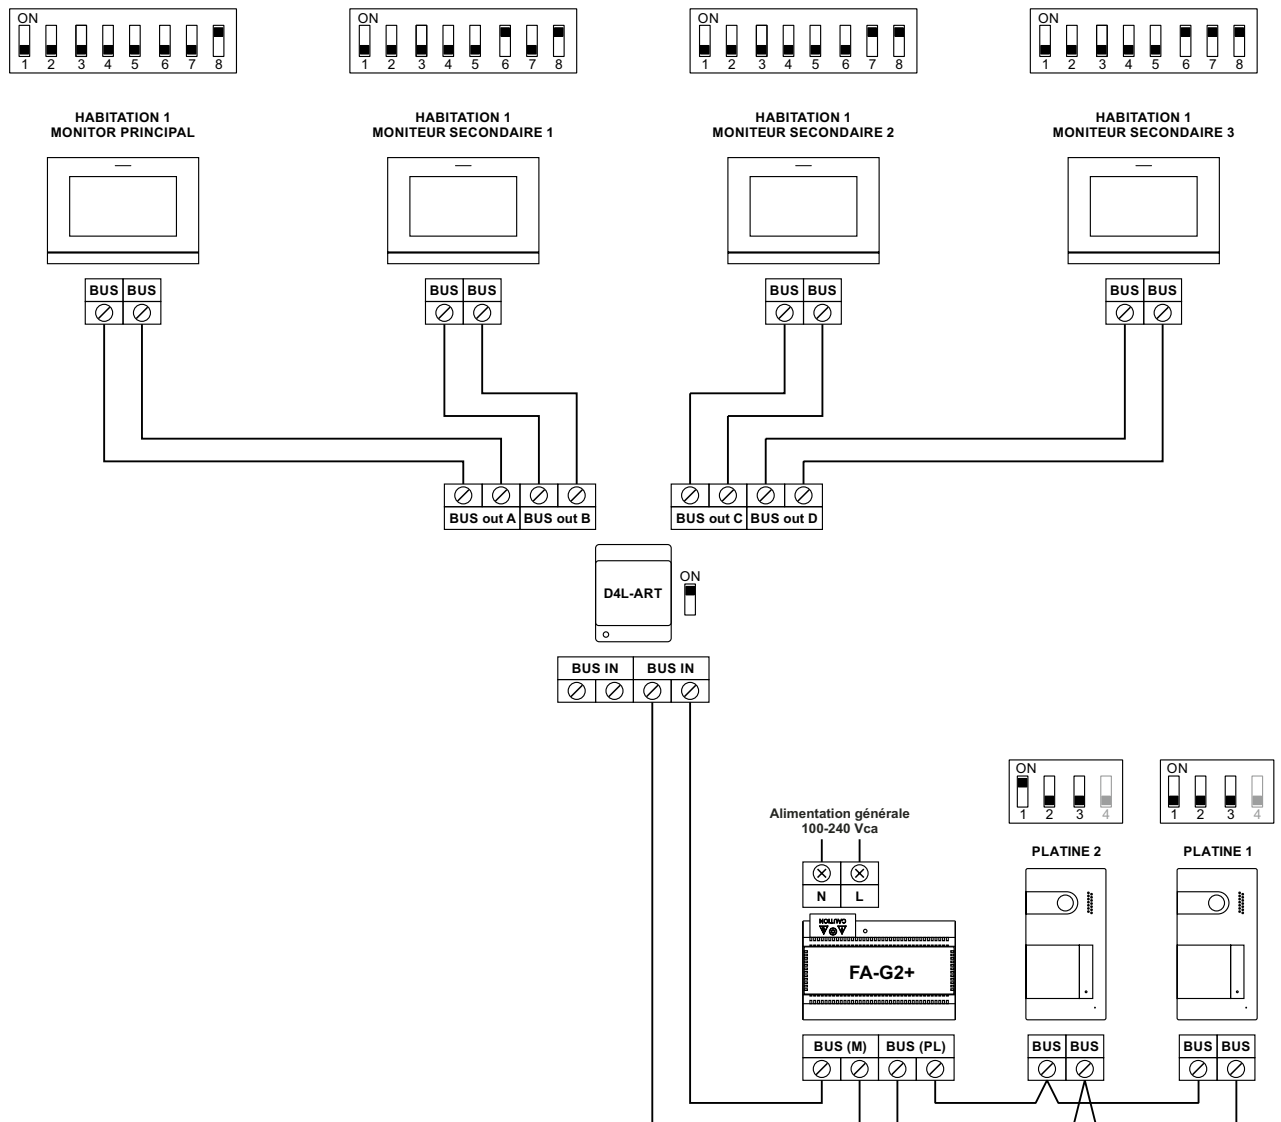 ON
1 2 3 4 5 6 7 8
ON
1 2 3 4 5 6 7 8
ON
1 2 3 4 5 6 7 8
ON
1 2 3 4 5 6 7 8
HABITATION 1
MONITOR PRINCIPAL
HABITATION 1
MONITEUR SECONDAIRE 1
HABITATION 1
MONITEUR SECONDAIRE 2
HABITATION 1
MONITEUR SECONDAIRE 3
BUS BUS
BUS BUS
BUS BUS
BUS BUS
BUS out A BUS out B
BUS out C BUS out D
D4L-ART
ON
BUS IN BUS IN
ON
1 2 3 4
ON
1 2 3 4
Alimentation générale
100-240 Vca
PLATINE 2
PLATINE 1
N L
CAUTION
FA-G2+
BUS (M) BUS (PL)
BUS BUS
BUS BUS